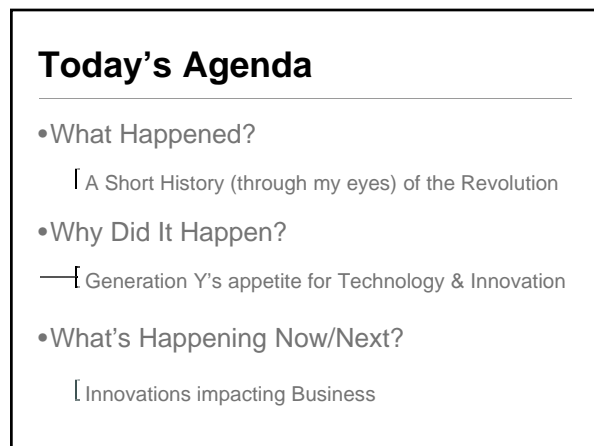 Today's Agenda
•What Happened?
[ A Short History (through my eyes) of the Revolution
•Why Did It Happen?
[ Generation Y's appetite for Technology & Innovation
•What's Happening Now/Next?
[ Innovations impacting Business